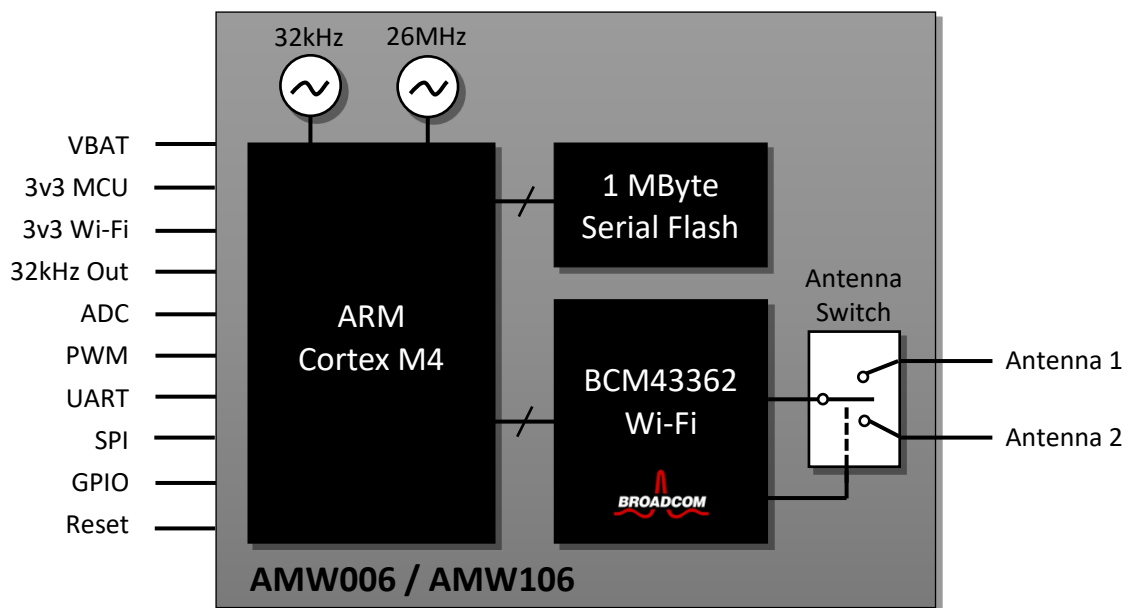 32kHz
26MHz
VBAT
3v3 MCU
3v3 Wi-Fi
32kHz Out
ADC
PWM
UART
SPI
GPIO
Reset
ARM
Cortex M4
1 MByte
Serial Flash
BCM43362
Wi-Fi
BROADCOM
Antenna
Switch
Antenna 1
Antenna 2
AMW006 / AMW106